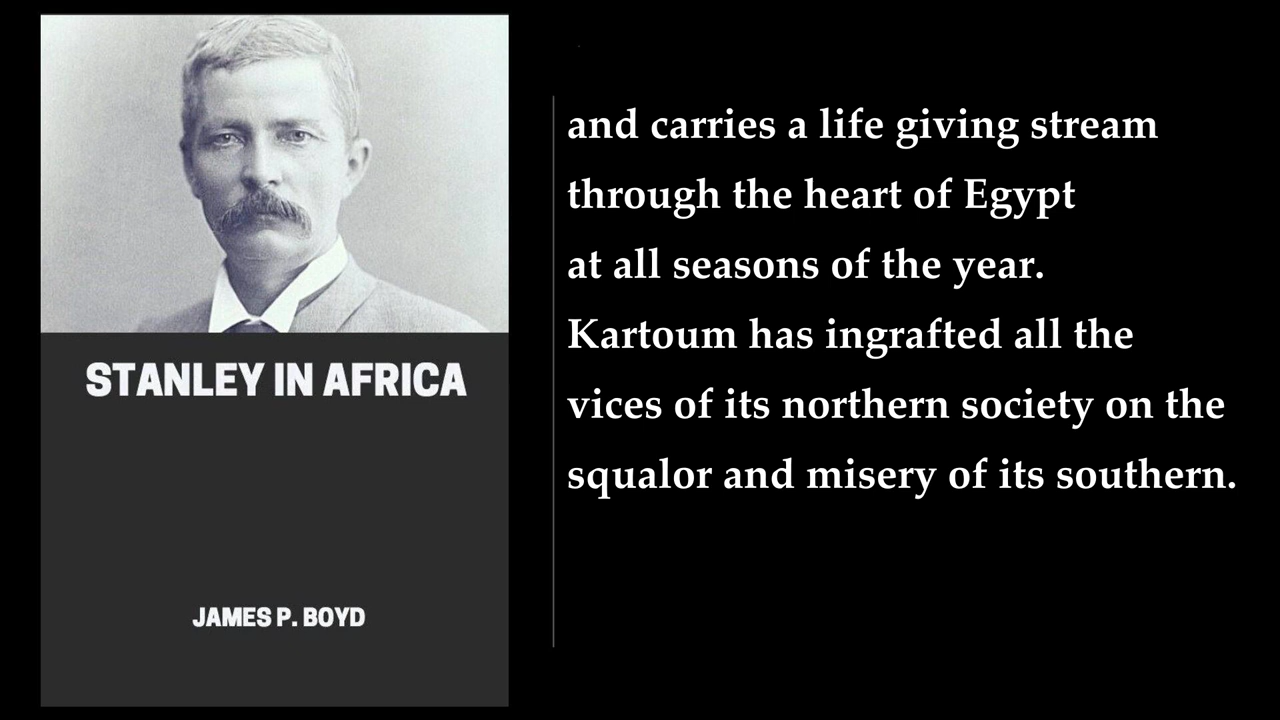 STANLEY IN AFRICA
JAMES P. BOYD
and carries a life giving stream
through the heart of Egypt
at all seasons of the year.
Kartoum has ingrafted all the
vices of its northern society on the
squalor and misery of its southern.